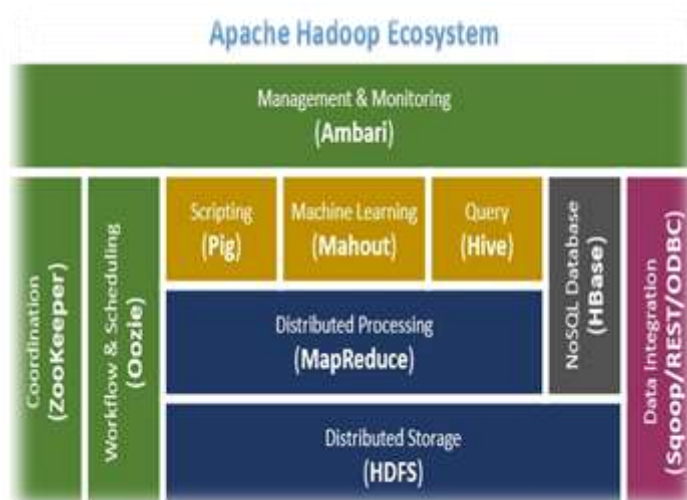 Apache Hadoop Ecosystem
Management & Monitoring
(Ambari)
Coordination
(ZooKeeper)
Workflow & Scheduling
(Oozie)
Scripting
(Pig)
Machine Learning
(Mahout)
Query
(Hive)
Distributed Processing
(MapReduce)
NoSQL Database
(HBase)
Data Integration
(Sqoop/REST/ODBC)
Distributed Storage
(HDFS)